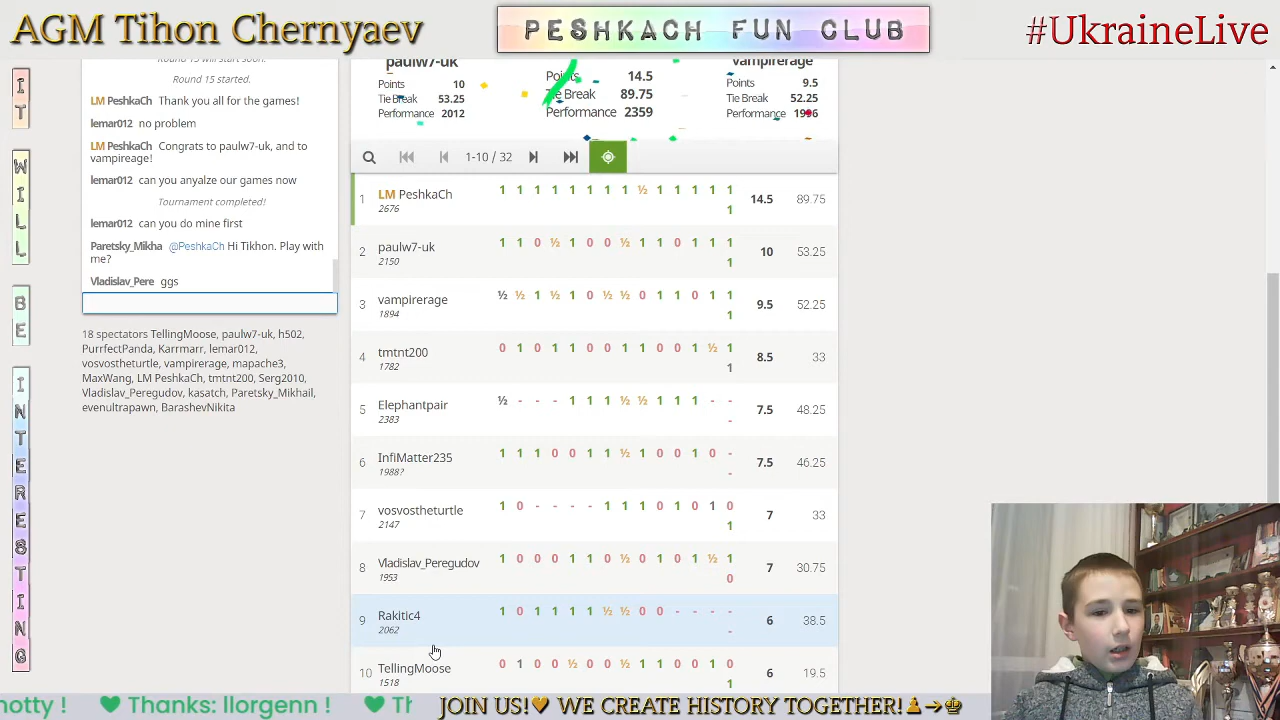 AGM Tihon Chernyaev
PESHKACH FUN CLUB
#UkraineLive
IT
WILL
BE
INTERESTING
Round 15 will start soon.
Round 15 started.
LM PeshkaCh Thank you all for the games!
lemar012 no problem
LM PeshkaCh Congrats to paulw7-uk, and to
vampireage!
lemar012 can you anyalze our games now
Tournament completed!
lemar012 can you do mine first
Paretsky_Mikha @PeshkaCh Hi Tikhon. Play with
me?
Vladislav_Pere ggs
18 spectators TellingMoose, paulw7-uk, h502,
PurrfectPanda, Karrmarr, lemar012,
vosvostheturtle, vampirerage, mapache3,
MaxWang, LM PeshkaCh, tmtnt200, Serg2010,
Vladislav_Peregudov, kasatch, Paretsky_Mikhail,
evenultrapawn, BarashevNikita
paulw7-uk
Points 10
Tie Break 53.25
Performance 2012
Points 14.5
Tie Break 89.75
Performance 2359
vampirerage
Points 9.5
Tie Break 52.25
Performance 1996
1-10 / 32
1 LM PeshkaCh 1 1 1 1 1 1 1 1 ½ 1 1 1 1 1 14.5 89.75
2676 1
2 paulw7-uk 1 1 0 ½ 1 0 0 ½ 1 1 0 1 1 1 10 53.25
2150 1
3 vampirerage ½ ½ 1 ½ 1 0 ½ ½ 0 1 1 0 1 1 9.5 52.25
1894 1
4 tmtnt200 0 1 0 1 1 0 0 1 1 0 0 1 ½ 1 8.5 33
1782 1
5 Elephantpair ½ - - - 1 1 1 ½ ½ 1 1 1 - - 7.5 48.25
2383 -
6 InfiMatter235 1 1 1 0 0 1 1 ½ 1 0 0 1 0 - 7.5 46.25
1988? -
7 vosvostheturtle 1 0 - - - - 1 1 1 0 1 0 1 0 7 33
2147 1
8 Vladislav_Peregudov 1 0 0 0 1 1 0 ½ 0 1 0 1 ½ 1 7 30.75
1953 0
9 Rakitic4 1 0 1 1 1 1 ½ ½ 0 0 - - - - 6 38.5
2062 -
10 TellingMoose 0 1 0 0 ½ 0 0 ½ 1 1 0 0 1 0 6 19.5
1518 1
notty ! Thanks: llorgenn ! Th
JOIN US! WE CREATE HISTORY TOGETHER!